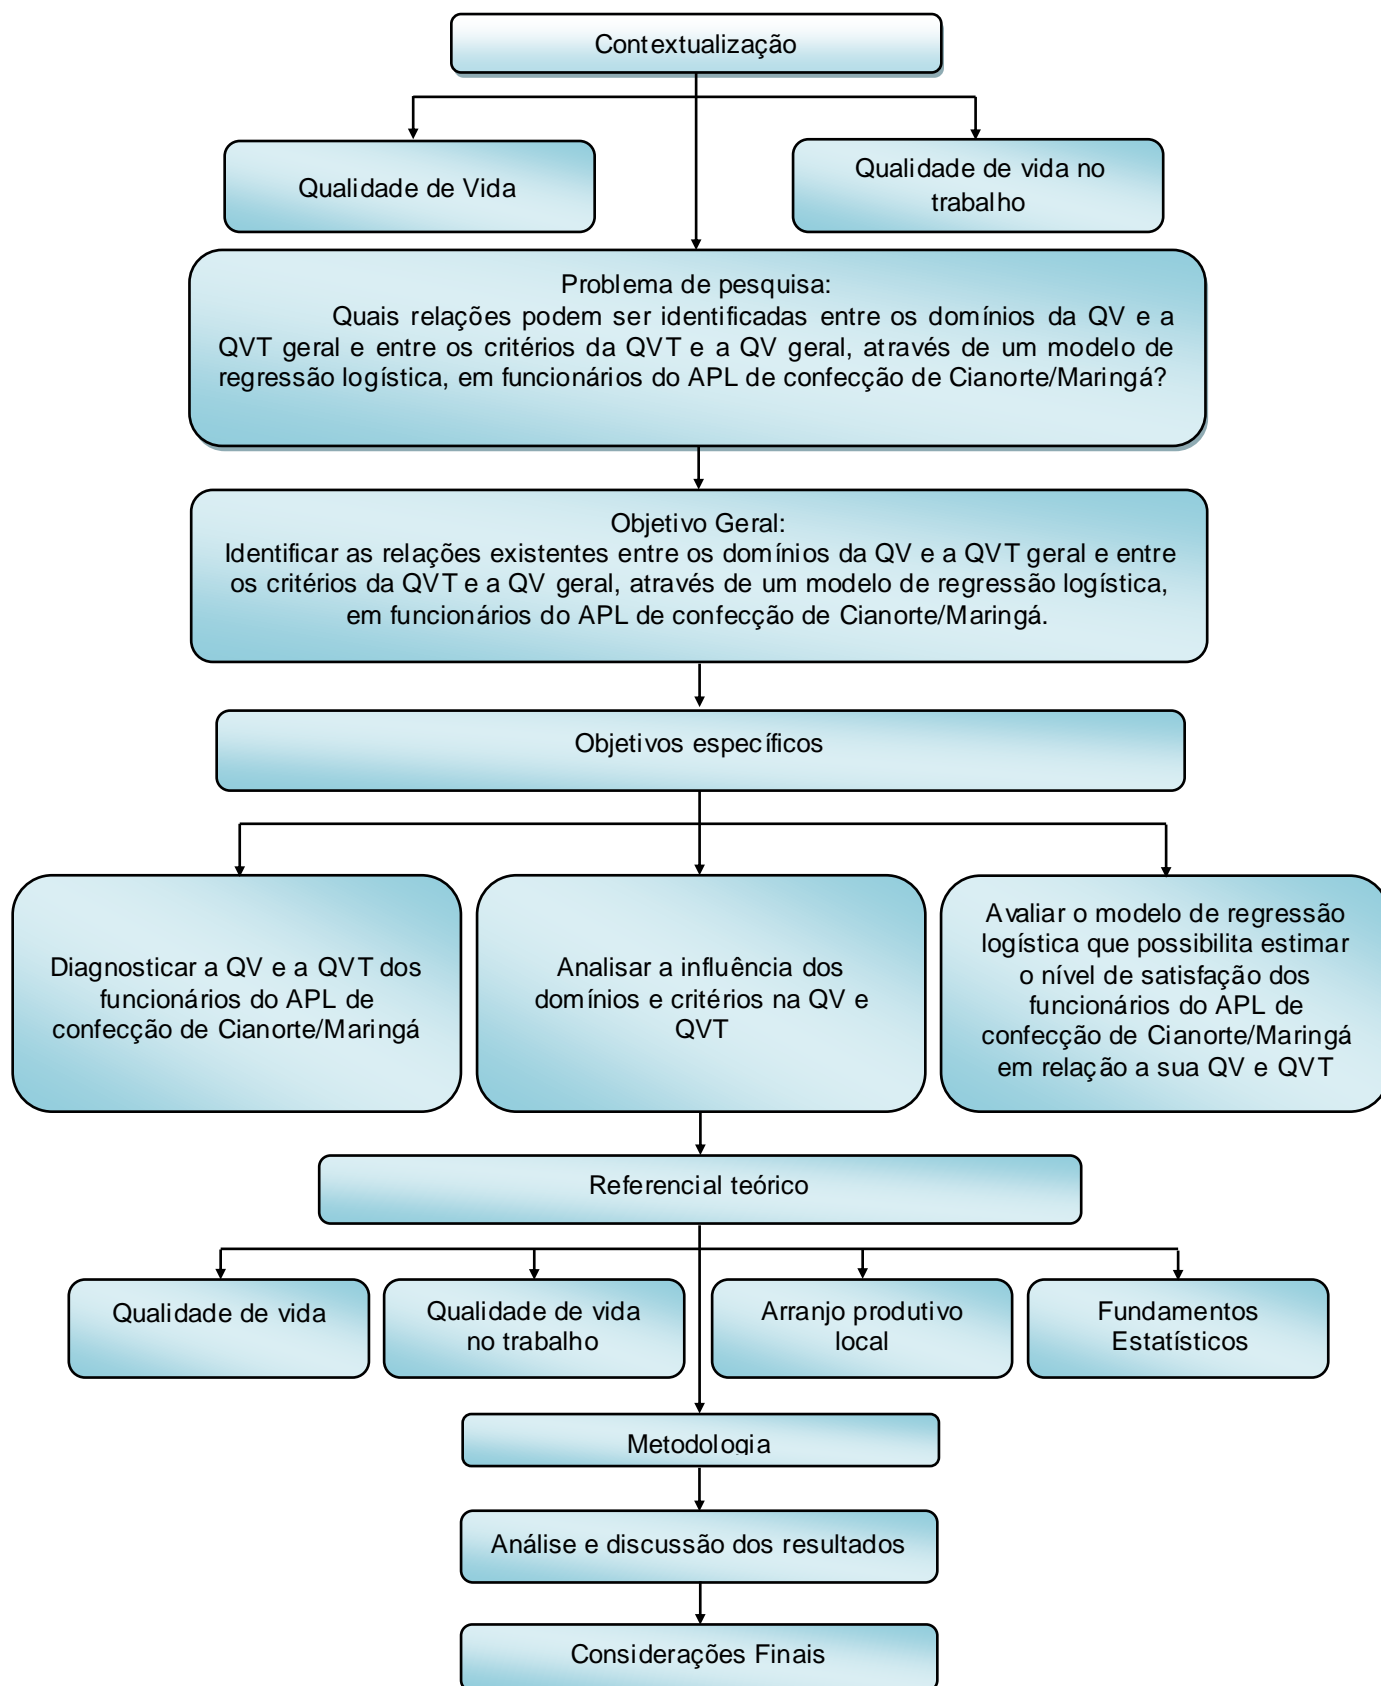 Contextualização
Qualidade de Vida
Qualidade de vida no
trabalho
Problema de pesquisa:
Quais relações podem ser identificadas entre os domínios da QV e a
QVT geral e entre os critérios da QVT e a QV geral, através de um modelo de
regressão logística, em funcionários do APL de confecção de Cianorte/Maringá?
Objetivo Geral:
Identificar as relações existentes entre os domínios da QV e a QVT geral e entre
os critérios da QVT e a QV geral, através de um modelo de regressão logística,
em funcionários do APL de confecção de Cianorte/Maringá.
Objetivos específicos
Diagnosticar a QV e a QVT dos
funcionários do APL de
confecção de Cianorte/Maringá
Analisar a influência dos
domínios e critérios na QV e
QVT
Avaliar o modelo de regressão
logística que possibilita estimar
o nível de satisfação dos
funcionários do APL de
confecção de Cianorte/Maringá
em relação a sua QV e QVT
Referencial teórico
Qualidade de vida
Qualidade de vida
no trabalho
Arranjo produtivo
local
Fundamentos
Estatísticos
Metodologia
Análise e discussão dos resultados
Considerações Finais